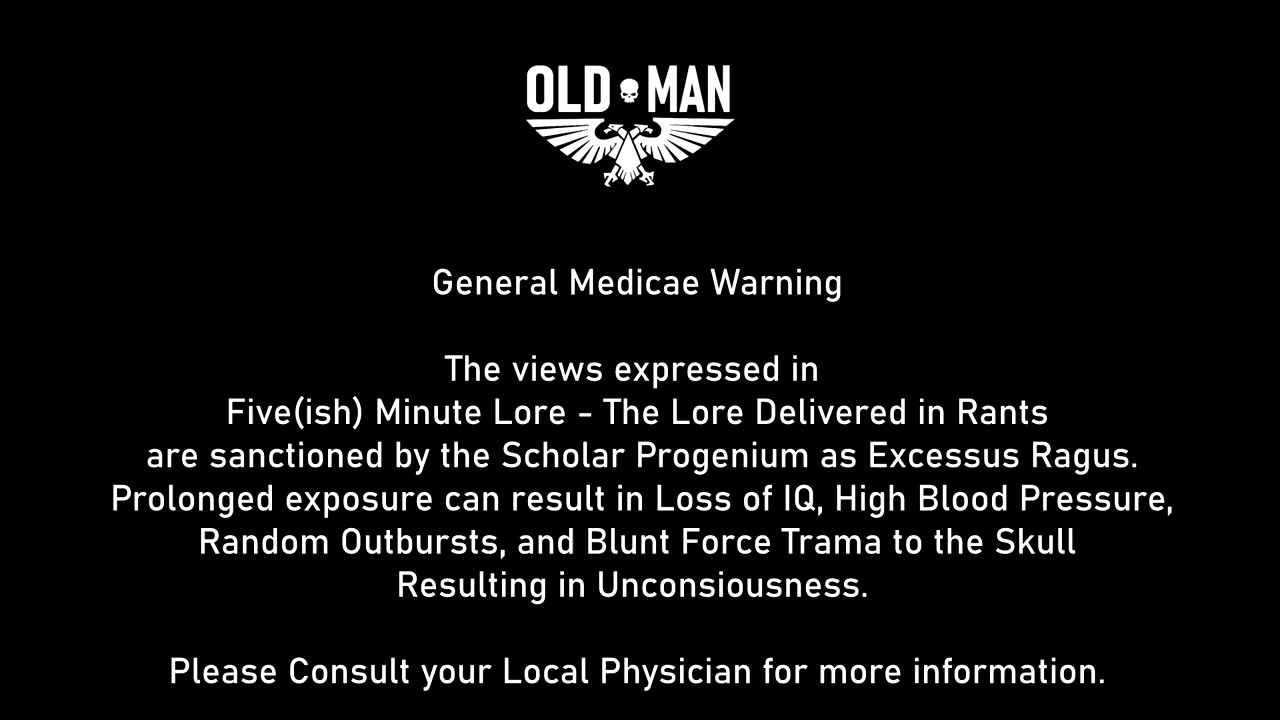 OLD MAN
General Medicae Warning
The views expressed in
Five(ish) Minute Lore - The Lore Delivered in Rants
are sanctioned by the Scholar Progenium as Excessus Ragus.
Prolonged exposure can result in Loss of IQ, High Blood Pressure,
Random Outbursts, and Blunt Force Trama to the Skull
Resulting in Unconsiousness.
Please Consult your Local Physician for more information.